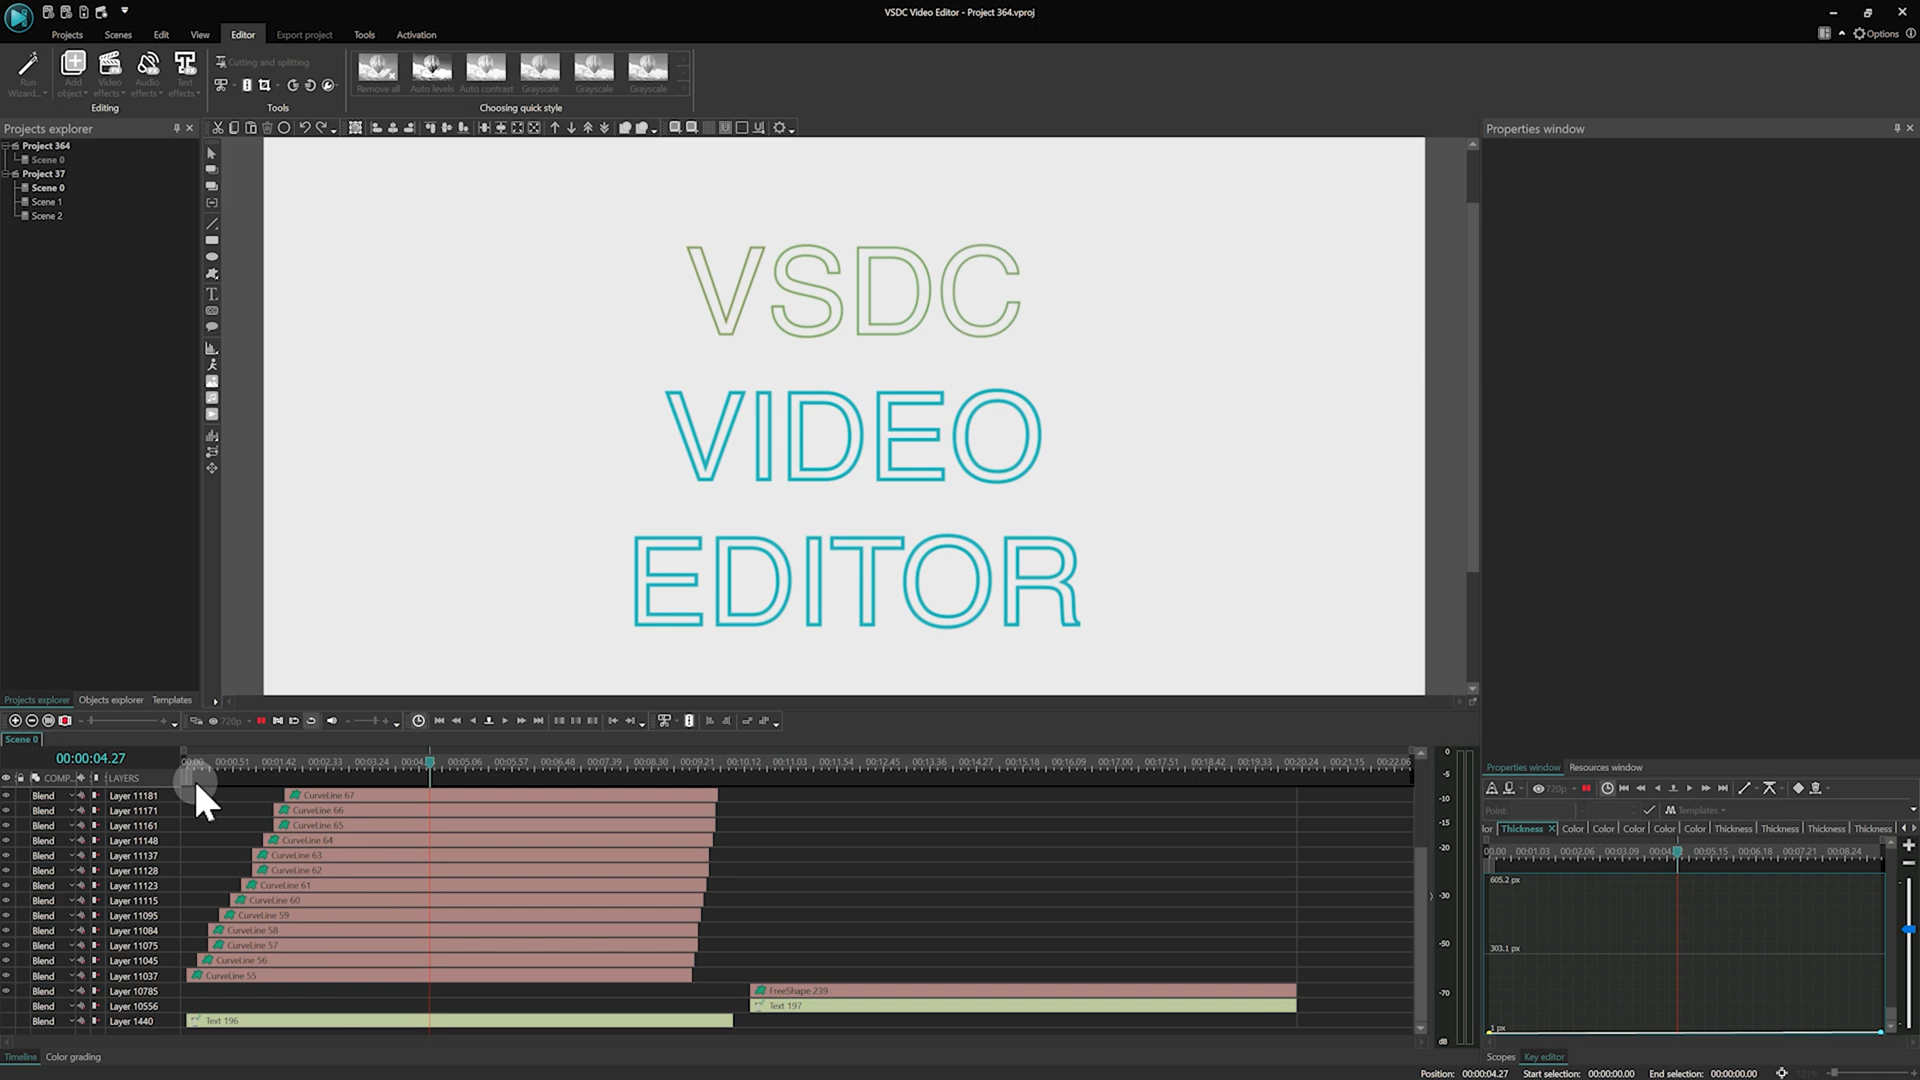 VSDC Video Editor - Project 364.vproj
Projects Scenes Edit View Editor Export project Tools Activation
Options
Run Wizard...
Add object
Video effects
Audio effects
Text effects
Editing
Cutting and splitting
Tools
Remove all Auto levels Auto contrast Grayscale Grayscale Grayscale
Choosing quick style
Projects explorer
Properties window
Project 364
Scene 0
Project 37
Scene 0
Scene 1
Scene 2
VSDC
VIDEO
EDITOR
Projects explorer Objects explorer Templates
720p
Scene 0
00:00:04.27
00:00.51 00:01.42 00:02.33 00:03.24 00:05.06 00:05.57 00:06.48 00:07.39 00:08.30 00:09.21 00:10.12 00:11.03 00:11.54 00:12.45 00:13.36 00:14.27 00:15.18 00:16.09 00:17.00 00:17.51 00:18.42 00:19.33 00:20.24 00:21.15 00:22.06
COMP... LAYERS
Blend Layer 11181 CurveLine 67
Blend Layer 11171 CurveLine 66
Blend Layer 11161 CurveLine 65
Blend Layer 11148 CurveLine 64
Blend Layer 11137 CurveLine 63
Blend Layer 11128 CurveLine 62
Blend Layer 11123 CurveLine 61
Blend Layer 11115 CurveLine 60
Blend Layer 11095 CurveLine 59
Blend Layer 11084 CurveLine 58
Blend Layer 11075 CurveLine 57
Blend Layer 11045 CurveLine 56
Blend Layer 11037 CurveLine 55
Blend Layer 10785 FreeShape 239
Blend Layer 10556 Text 197
Blend Layer 1440 Text 196
0
-5
-10
-15
-20
-30
-50
-70
dB
Properties window Resources window
720p
Point:
Templates
Thickness Color Color Color Color Color Thickness Thickness Thickness Thickness
00:01.03 00:02.06 00:03.09 00:05.15 00:06.18 00:07.21 00:08.24
605.2 px
303.1 px
1 px
Timeline Color grading
Scopes Key editor
Position: 00:00:04.27 Start selection: 00:00:00.00 End selection: 00:00:00.00